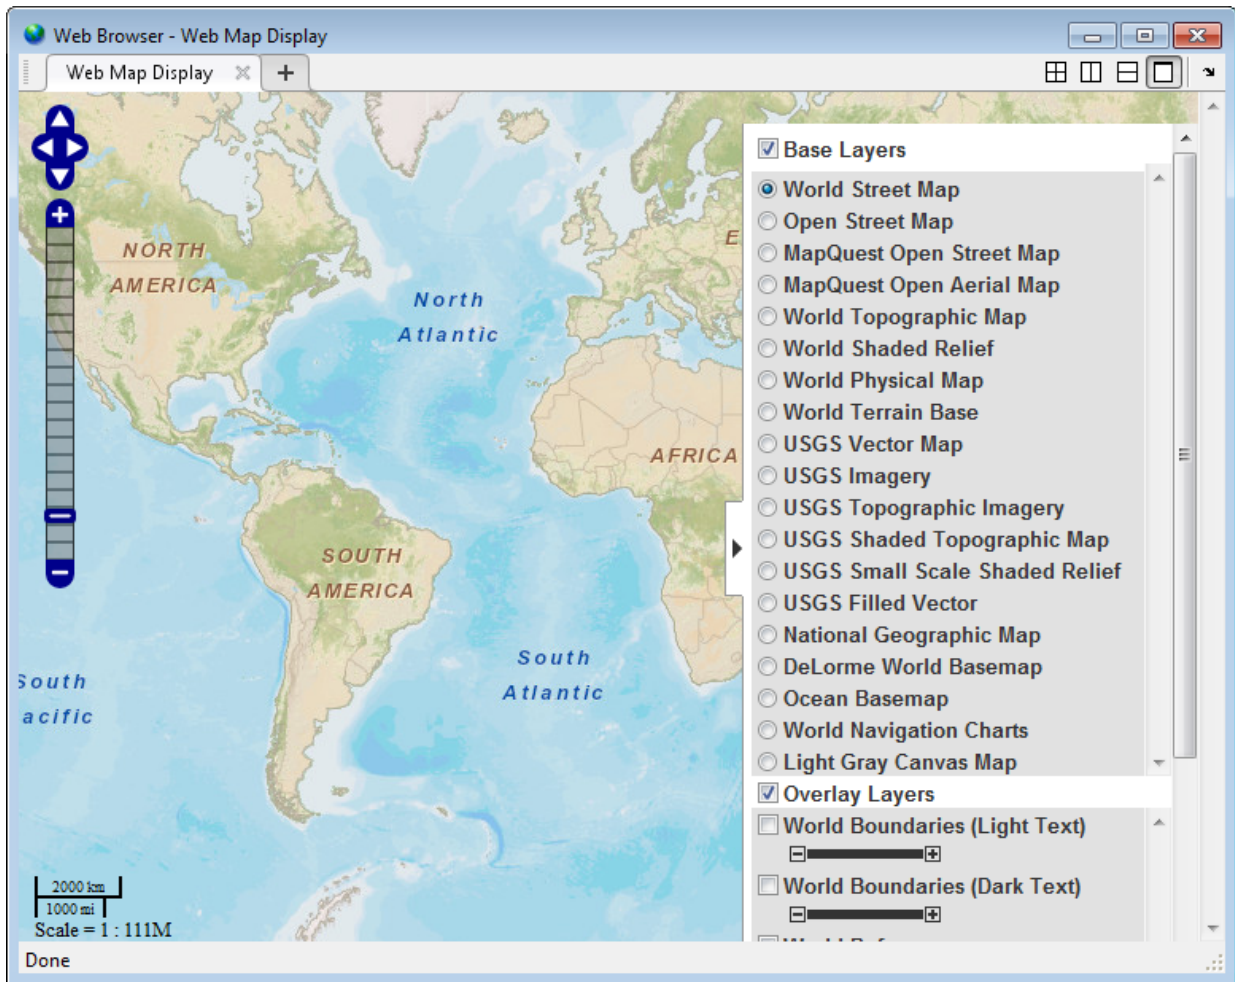 Web Browser - Web Map Display
Web Map Display
NORTH
AMERICA
North
Atlantic
E
AFRICA
SOUTH
AMERICA
South
Atlantic
South
acific
2000 km
1000 mi
Scale = 1 : 111M
Base Layers
World Street Map
Open Street Map
MapQuest Open Street Map
MapQuest Open Aerial Map
World Topographic Map
World Shaded Relief
World Physical Map
World Terrain Base
USGS Vector Map
USGS Imagery
USGS Topographic Imagery
USGS Shaded Topographic Map
USGS Small Scale Shaded Relief
USGS Filled Vector
National Geographic Map
DeLorme World Basemap
Ocean Basemap
World Navigation Charts
Light Gray Canvas Map
Overlay Layers
World Boundaries (Light Text)
World Boundaries (Dark Text)
Done